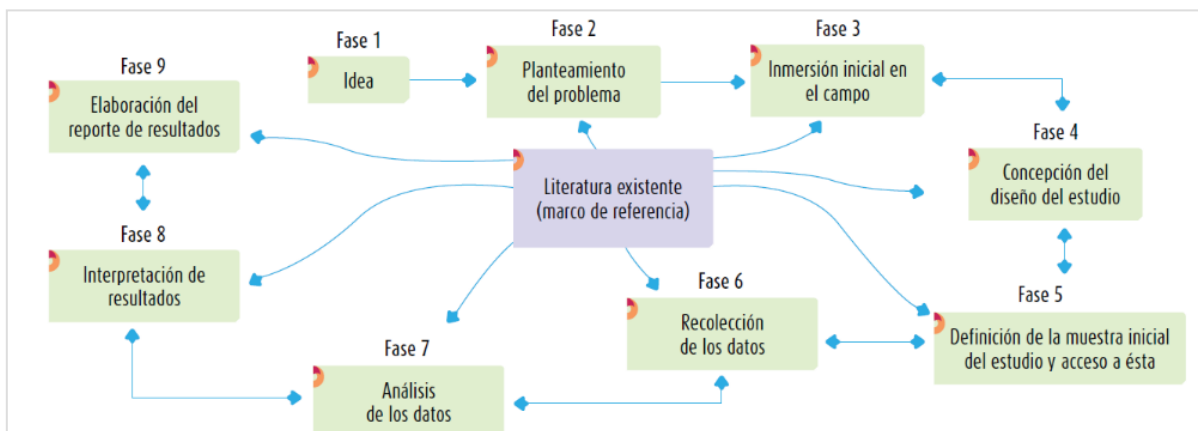 Fase 1
Idea
Fase 2
Planteamiento
del problema
Fase 3
Inmersión inicial en
el campo
Fase 4
Concepción del
diseño del estudio
Fase 5
Definición de la muestra inicial
del estudio y acceso a ésta
Fase 6
Recolección
de los datos
Fase 7
Análisis
de los datos
Fase 8
Interpretación de
resultados
Fase 9
Elaboración del
reporte de resultados
Literatura existente
(marco de referencia)